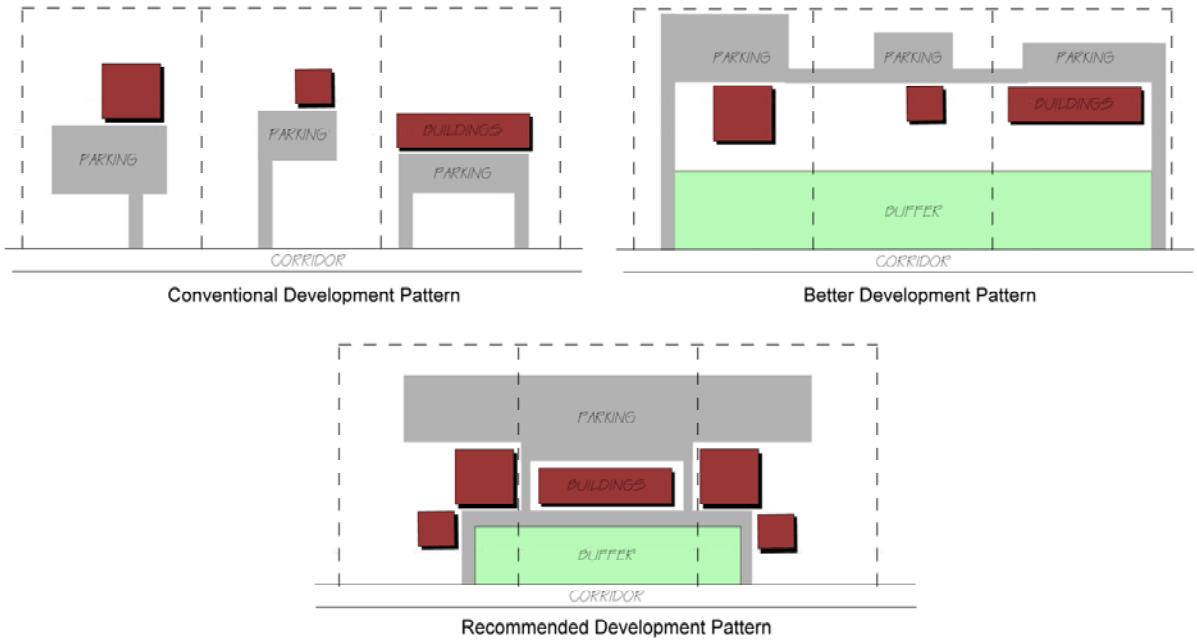 BUILDINGS
PARKING
PARKING
PARKING
CORRIDOR
Conventional Development Pattern
PARKING
PARKING
PARKING
BUILDINGS
BUFFER
CORRIDOR
Better Development Pattern
PARKING
BUILDINGS
BUFFER
CORRIDOR
Recommended Development Pattern